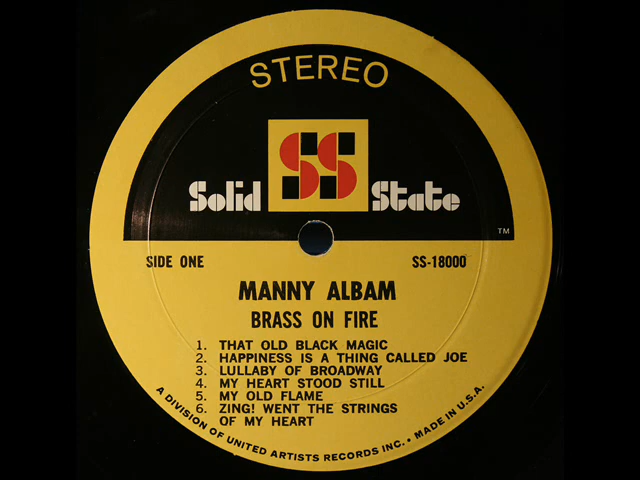 STEREO
SS
Solid State
TM
SIDE ONE SS-18000
MANNY ALBAM
BRASS ON FIRE
1. THAT OLD BLACK MAGIC
2. HAPPINESS IS A THING CALLED JOE
3. LULLABY OF BROADWAY
4. MY HEART STOOD STILL
5. MY OLD FLAME
6. ZING! WENT THE STRINGS
OF MY HEART
A DIVISION OF UNITED ARTISTS RECORDS INC. • MADE IN U.S.A.